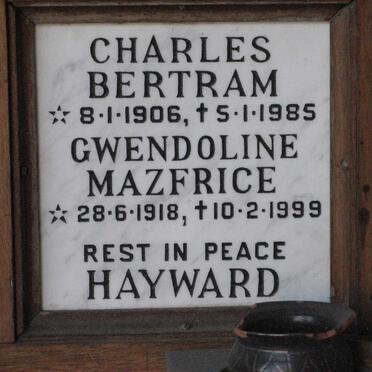 CHARLES
BERTRAM
☆ 8·1·1906, ✝ 5·1·1985
GWENDOLINE
MAZFRICE
☆ 28·6·1918, ✝ 10·2·1999
REST IN PEACE
HAYWARD